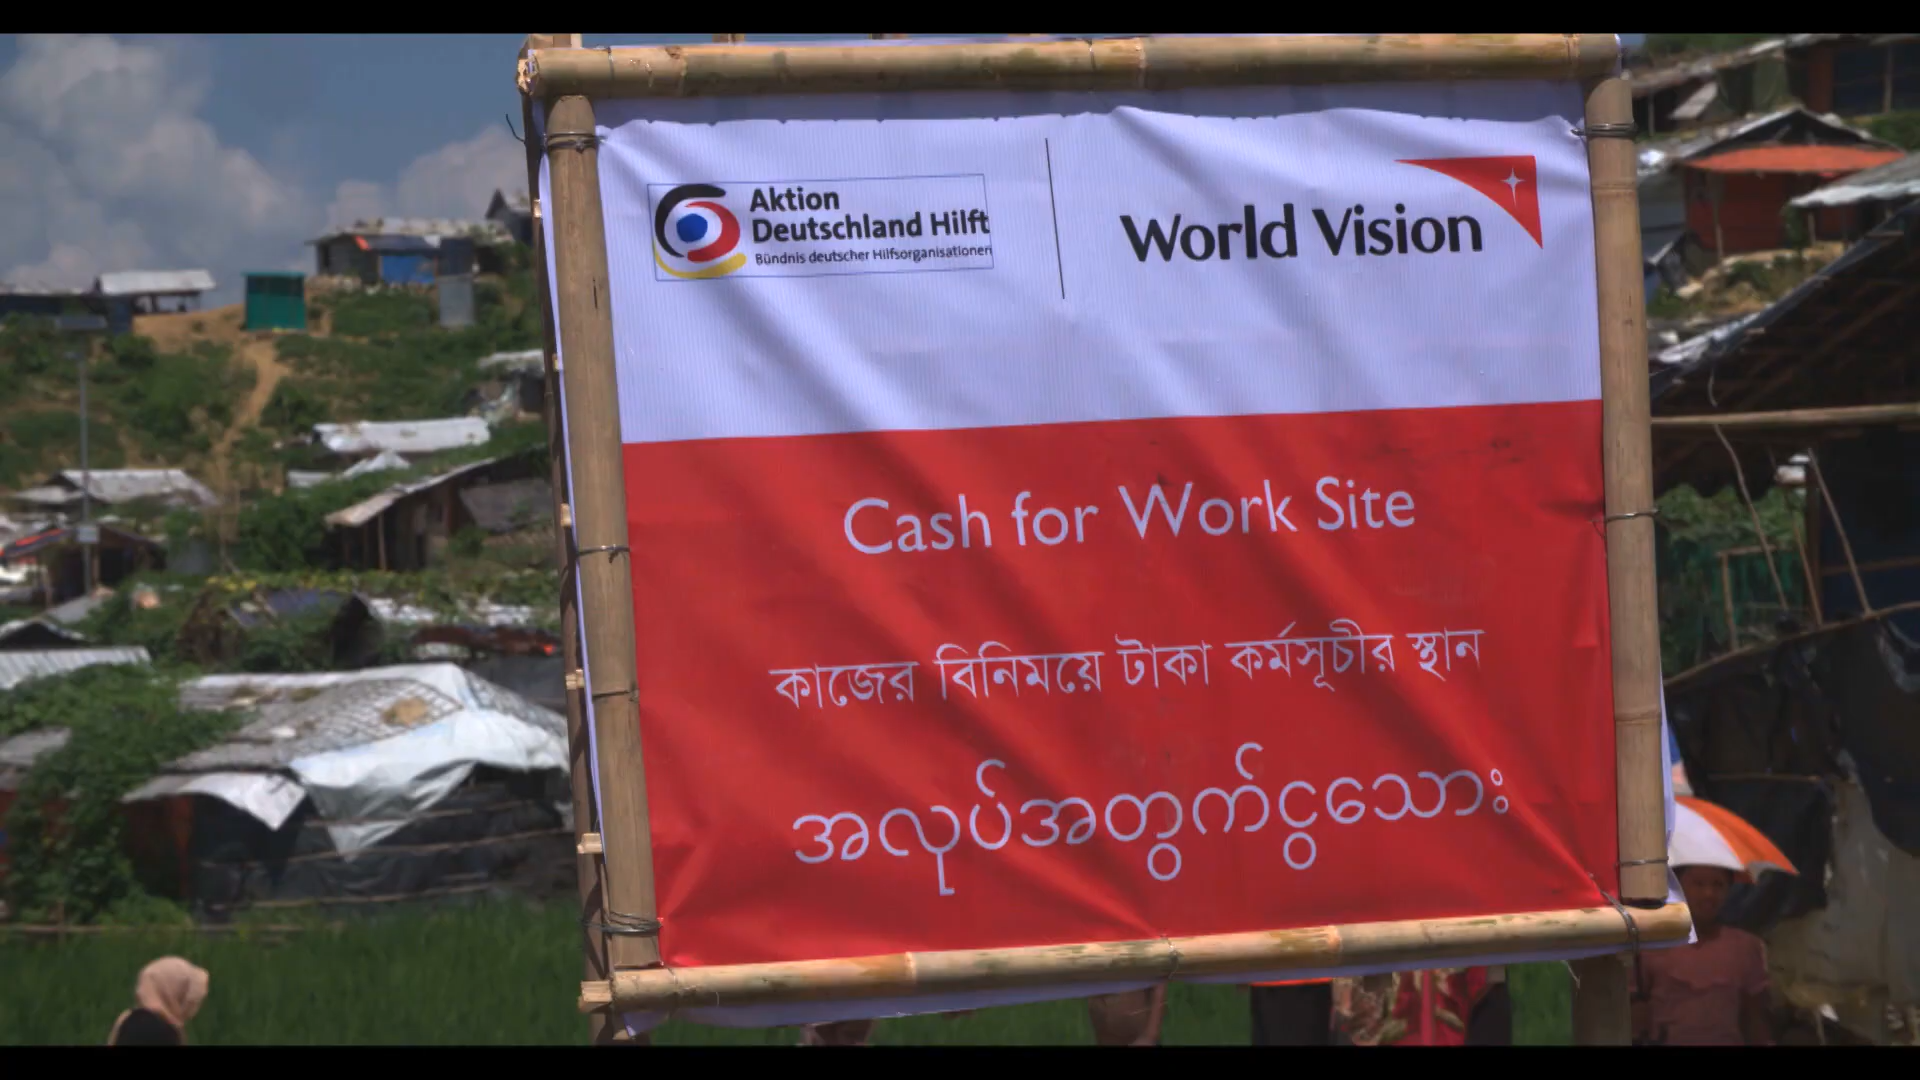 Aktion
Deutschland Hilft
Bündnis deutscher Hilfsorganisationen
World Vision
Cash for Work Site
কাজের বিনিময়ে টাকা কর্মসূচীর স্থান
အလုပ်အတွက်ငွေသား